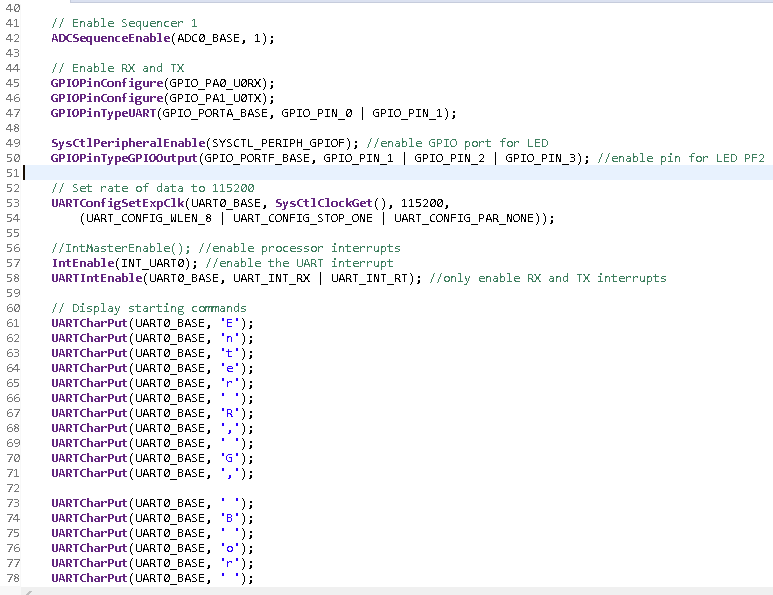 40
41 // Enable Sequencer 1
42 ADCSequenceEnable(ADC0_BASE, 1);
43
44 // Enable RX and TX
45 GPIOPinConfigure(GPIO_PA0_U0RX);
46 GPIOPinConfigure(GPIO_PA1_U0TX);
47 GPIOPinTypeUART(GPIO_PORTA_BASE, GPIO_PIN_0 | GPIO_PIN_1);
48
49 SysCtlPeripheralEnable(SYSCTL_PERIPH_GPIOF); //enable GPIO port for LED
50 GPIOPinTypeGPIOOutput(GPIO_PORTF_BASE, GPIO_PIN_1 | GPIO_PIN_2 | GPIO_PIN_3); //enable pin for LED PF2
51
52 // Set rate of data to 115200
53 UARTConfigSetExpClk(UART0_BASE, SysCtlClockGet(), 115200,
54 (UART_CONFIG_WLEN_8 | UART_CONFIG_STOP_ONE | UART_CONFIG_PAR_NONE));
55
56 //IntMasterEnable(); //enable processor interrupts
57 IntEnable(INT_UART0); //enable the UART interrupt
58 UARTIntEnable(UART0_BASE, UART_INT_RX | UART_INT_RT); //only enable RX and TX interrupts
59
60 // Display starting commands
61 UARTCharPut(UART0_BASE, 'E');
62 UARTCharPut(UART0_BASE, 'n');
63 UARTCharPut(UART0_BASE, 't');
64 UARTCharPut(UART0_BASE, 'e');
65 UARTCharPut(UART0_BASE, 'r');
66 UARTCharPut(UART0_BASE, ' ');
67 UARTCharPut(UART0_BASE, 'R');
68 UARTCharPut(UART0_BASE, ',');
69 UARTCharPut(UART0_BASE, ' ');
70 UARTCharPut(UART0_BASE, 'G');
71 UARTCharPut(UART0_BASE, ',');
72
73 UARTCharPut(UART0_BASE, ' ');
74 UARTCharPut(UART0_BASE, 'B');
75 UARTCharPut(UART0_BASE, ' ');
76 UARTCharPut(UART0_BASE, 'o');
77 UARTCharPut(UART0_BASE, 'r');
78 UARTCharPut(UART0_BASE, ' ');